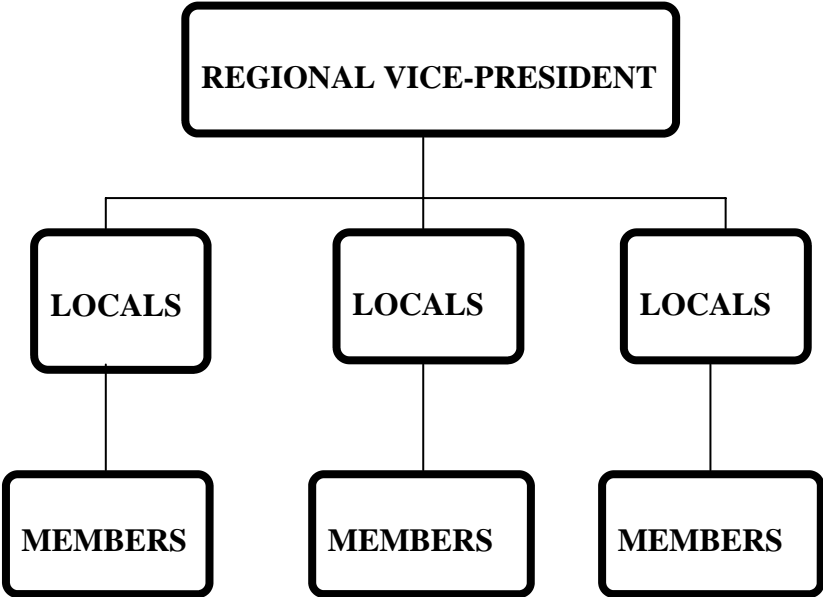 REGIONAL VICE-PRESIDENT
LOCALS
LOCALS
LOCALS
MEMBERS
MEMBERS
MEMBERS